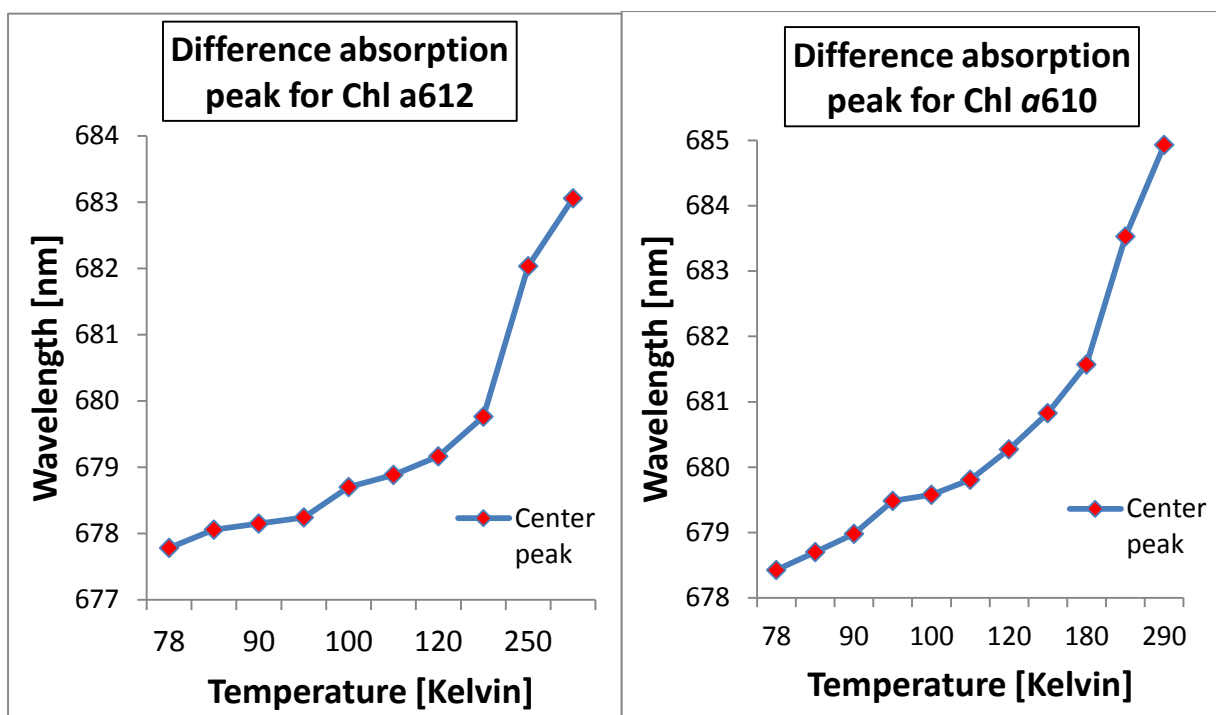 Difference absorption
peak for Chl a612
684
683
682
681
680
679
678
677
Wavelength [nm]
78
90
100
120
250
Temperature [Kelvin]
Center
peak
Difference absorption
peak for Chl a610
685
684
683
682
681
680
679
678
Wavelength [nm]
78
90
100
120
180
290
Temperature [Kelvin]
Center
peak